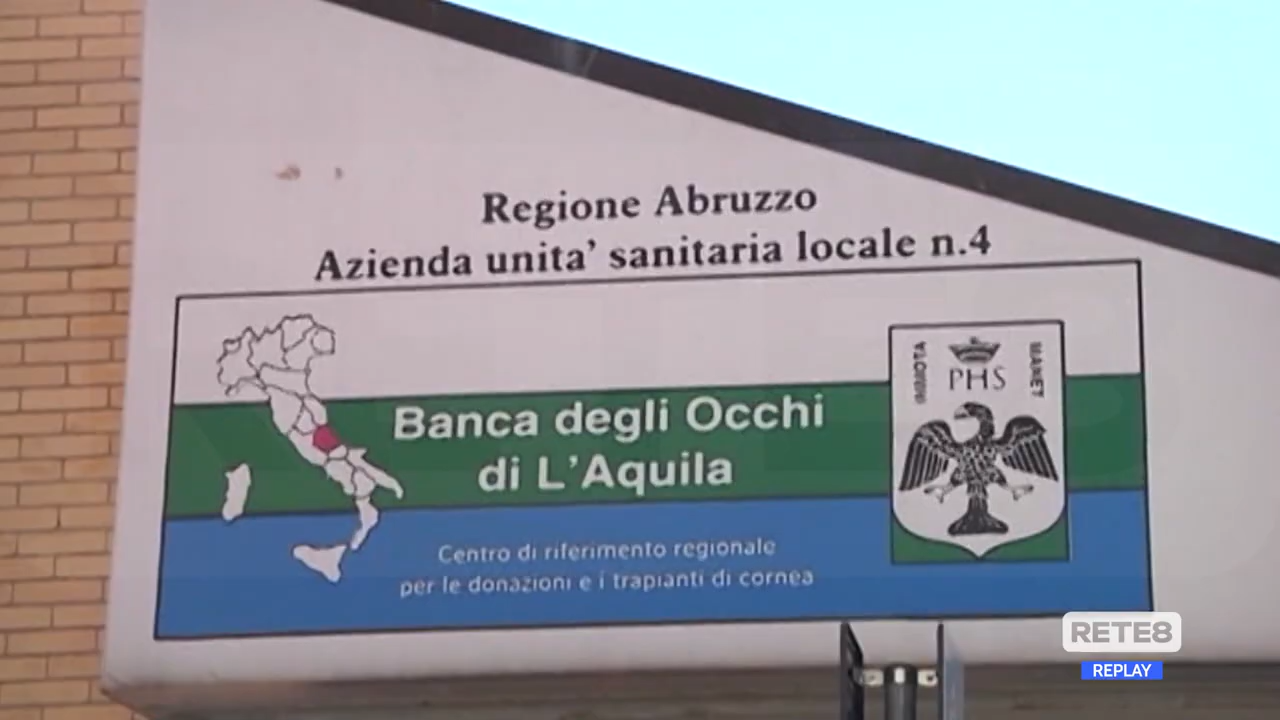 Regione Abruzzo
Azienda unita' sanitaria locale n.4
IMMOTA
PHS
MANET
Banca degli Occhi
di L'Aquila
Centro di riferimento regionale
per le donazioni e i trapianti di cornea
RETE8
REPLAY